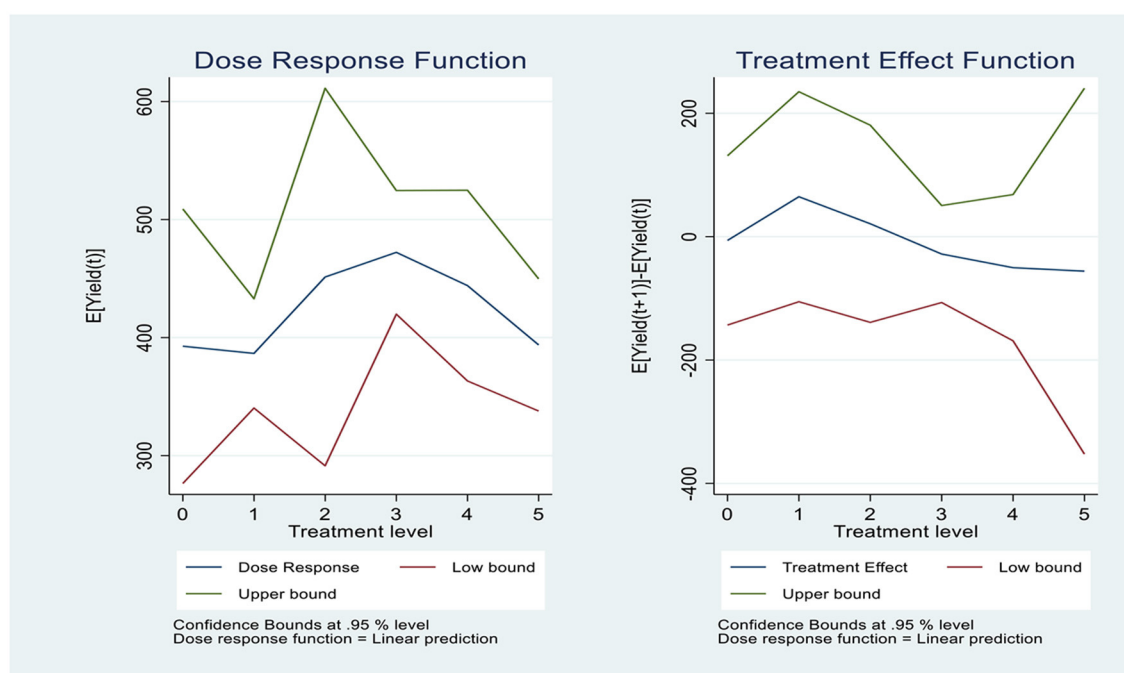 Dose Response Function
E[Yield(t)]
600
500
400
300
0 1 2 3 4 5
Treatment level
Dose Response Low bound
Upper bound
Confidence Bounds at .95 % level
Dose response function = Linear prediction
Treatment Effect Function
E[Yield(t+1)]-E[Yield(t)]
200
0
-200
-400
0 1 2 3 4 5
Treatment level
Treatment Effect Low bound
Upper bound
Confidence Bounds at .95 % level
Dose response function = Linear prediction